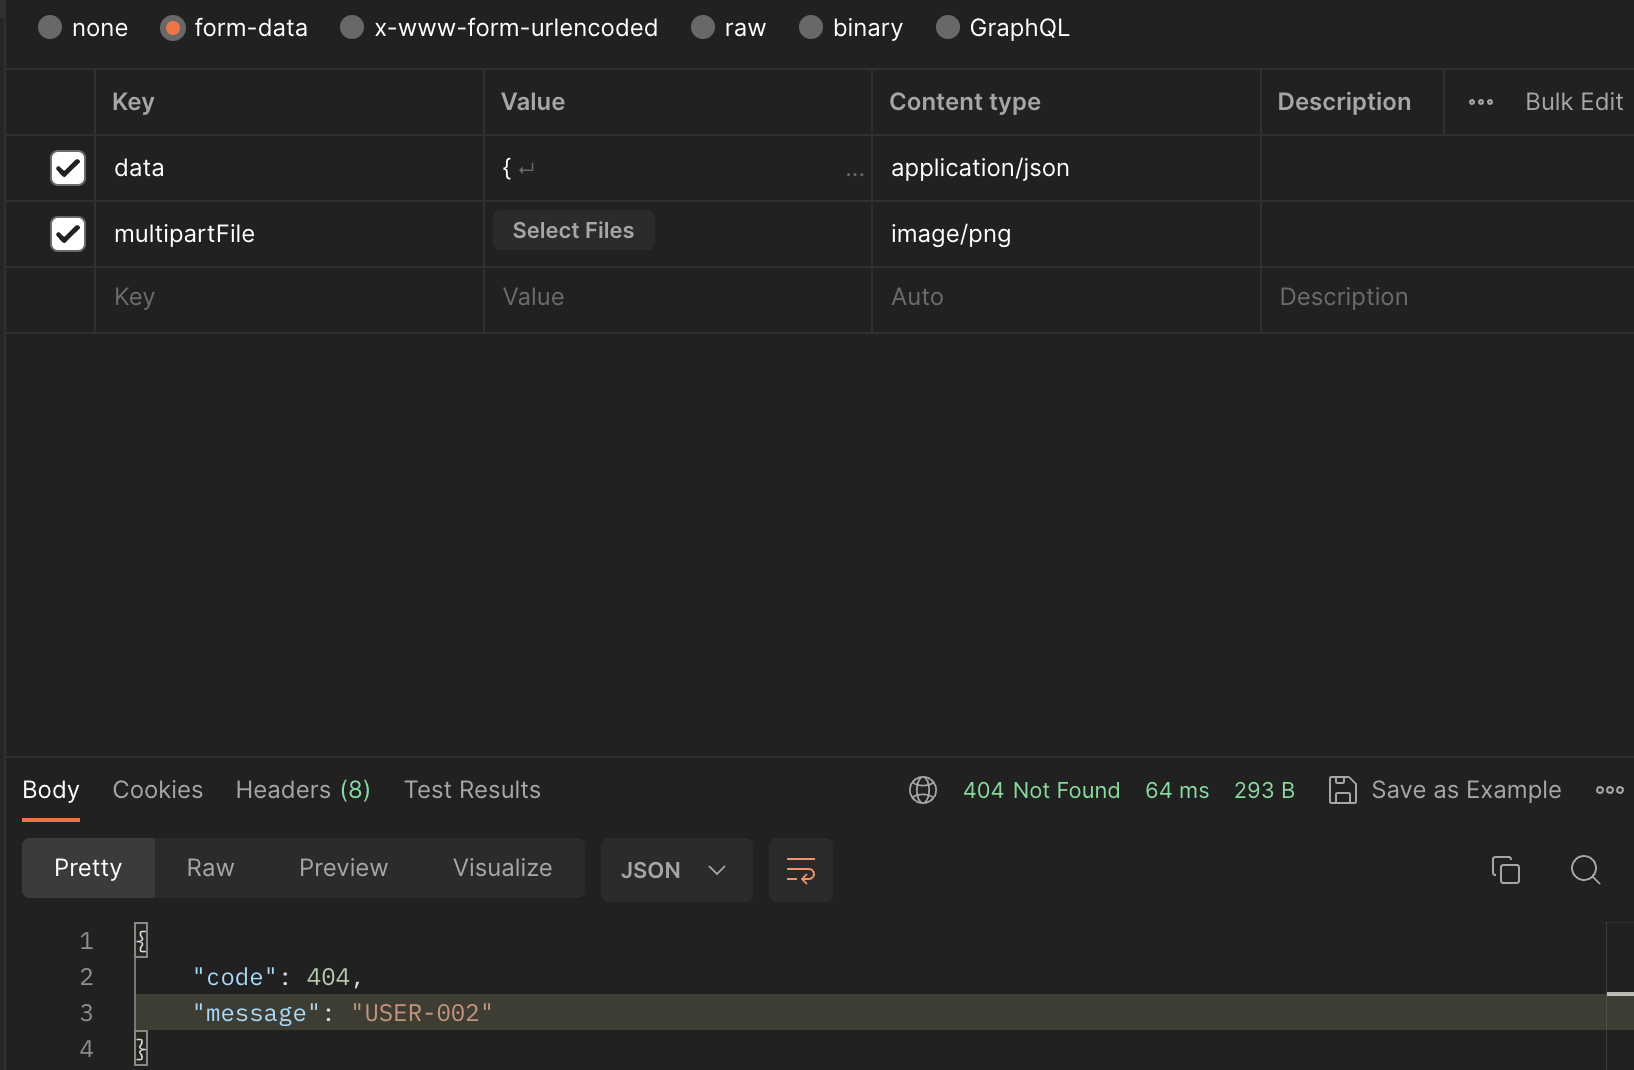 none form-data x-www-form-urlencoded raw binary GraphQL
Key Value Content type Description ••• Bulk Edit
data { ↵ ... application/json
multipartFile Select Files image/png
Key Value Auto Description
Body Cookies Headers (8) Test Results 404 Not Found 64 ms 293 B Save as Example
Pretty Raw Preview Visualize JSON
1 {
2 "code": 404,
3 "message": "USER-002"
4 }